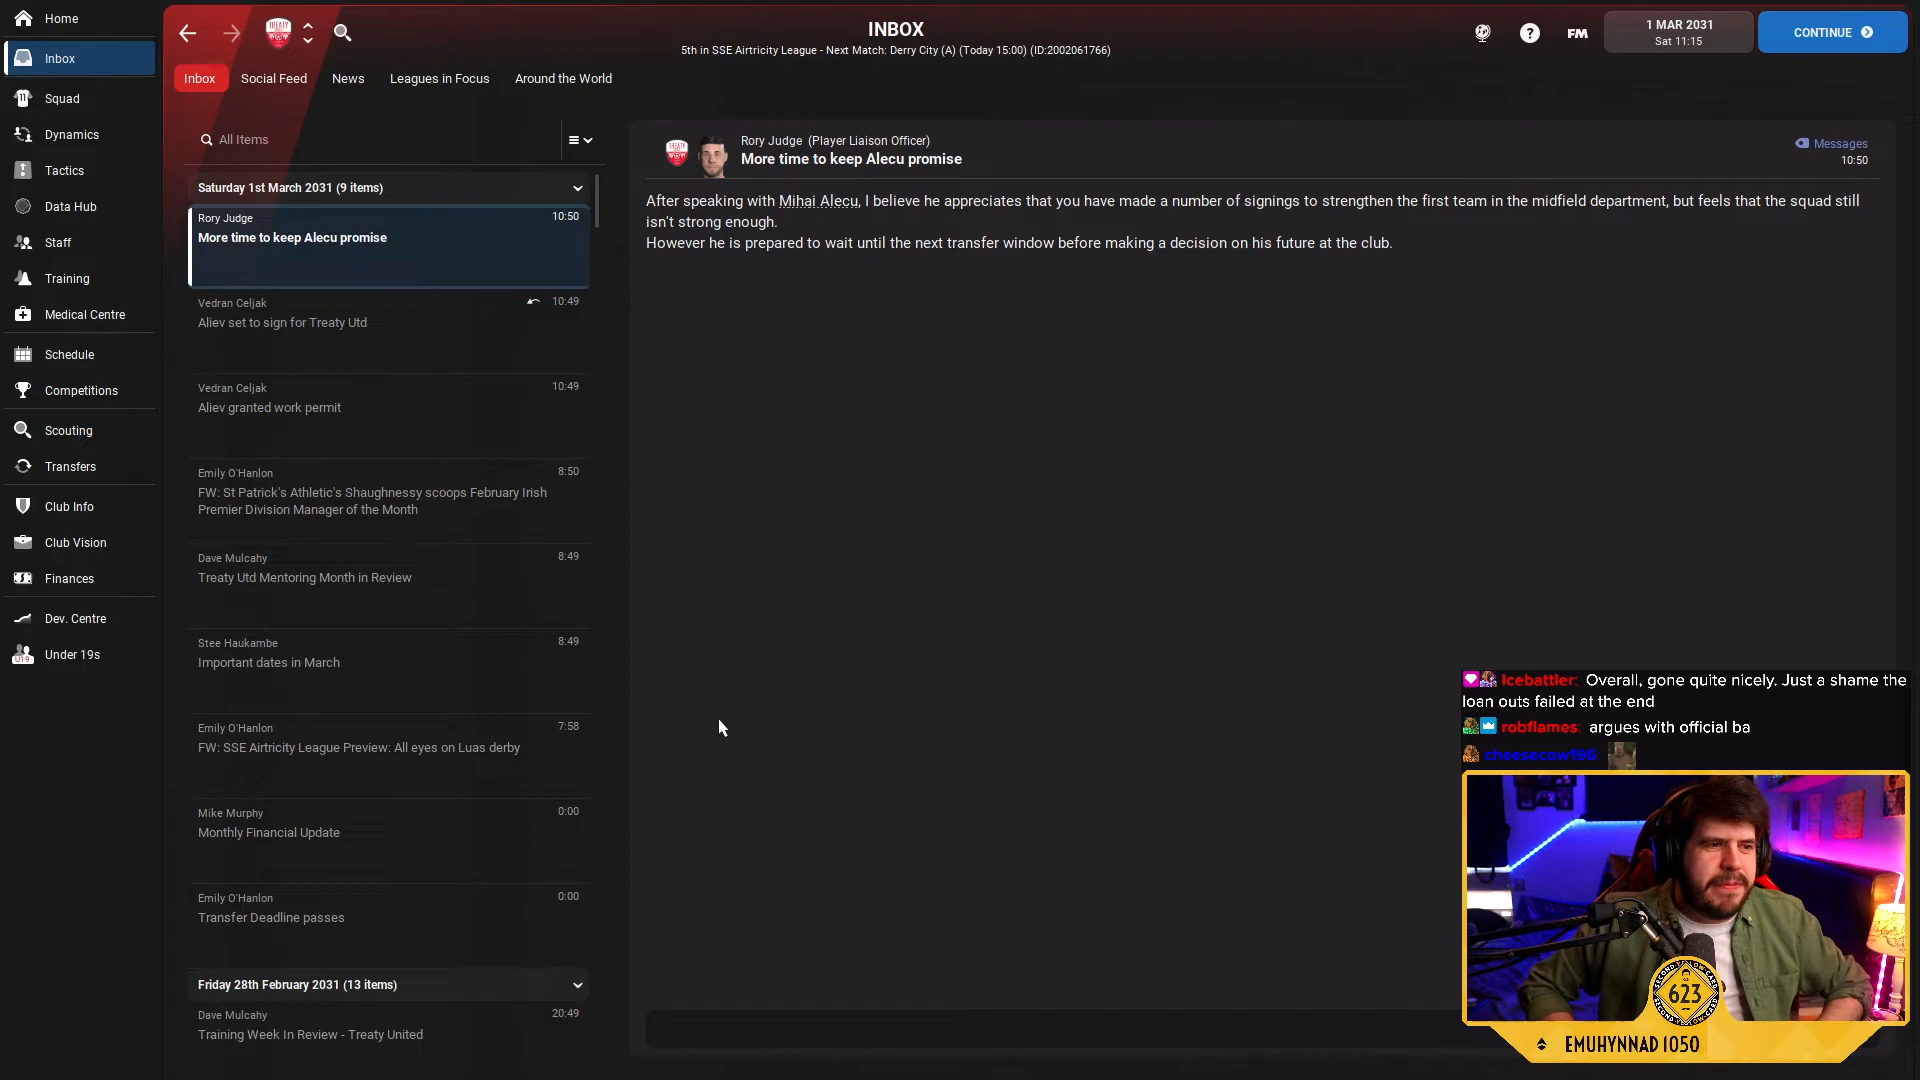 Home
Inbox
Squad
Dynamics
Tactics
Data Hub
Staff
Training
Medical Centre
Schedule
Competitions
Scouting
Transfers
Club Info
Club Vision
Finances
Dev. Centre
U19
Under 19s
TREATY
INBOX
5th in SSE Airtricity League - Next Match: Derry City (A) (Today 15:00) (ID:2002061766)
?
FM
1 MAR 2031
Sat 11:15
CONTINUE
Inbox
Social Feed
News
Leagues in Focus
Around the World
All Items
Saturday 1st March 2031 (9 items)
Rory Judge 10:50
More time to keep Alecu promise
Vedran Celjak 10:49
Aliev set to sign for Treaty Utd
Vedran Celjak 10:49
Aliev granted work permit
Emily O'Hanlon 8:50
FW: St Patrick's Athletic's Shaughnessy scoops February Irish
Premier Division Manager of the Month
Dave Mulcahy 8:49
Treaty Utd Mentoring Month in Review
Stee Haukambe 8:49
Important dates in March
Emily O'Hanlon 7:58
FW: SSE Airtricity League Preview: All eyes on Luas derby
Mike Murphy 0:00
Monthly Financial Update
Emily O'Hanlon 0:00
Transfer Deadline passes
Friday 28th February 2031 (13 items)
Dave Mulcahy 20:49
Training Week In Review - Treaty United
TREATY
Rory Judge (Player Liaison Officer)
More time to keep Alecu promise
Messages
10:50
After speaking with Mihai Alecu, I believe he appreciates that you have made a number of signings to strengthen the first team in the midfield department, but feels that the squad still
isn't strong enough.
However he is prepared to wait until the next transfer window before making a decision on his future at the club.
Icebattler: Overall, gone quite nicely. Just a shame the
loan outs failed at the end
robflames: argues with official ba
cheesecow196:
SECOND YELLOW CARD
623
SECOND YELLOW CARD
EMUHYNNAD 1050